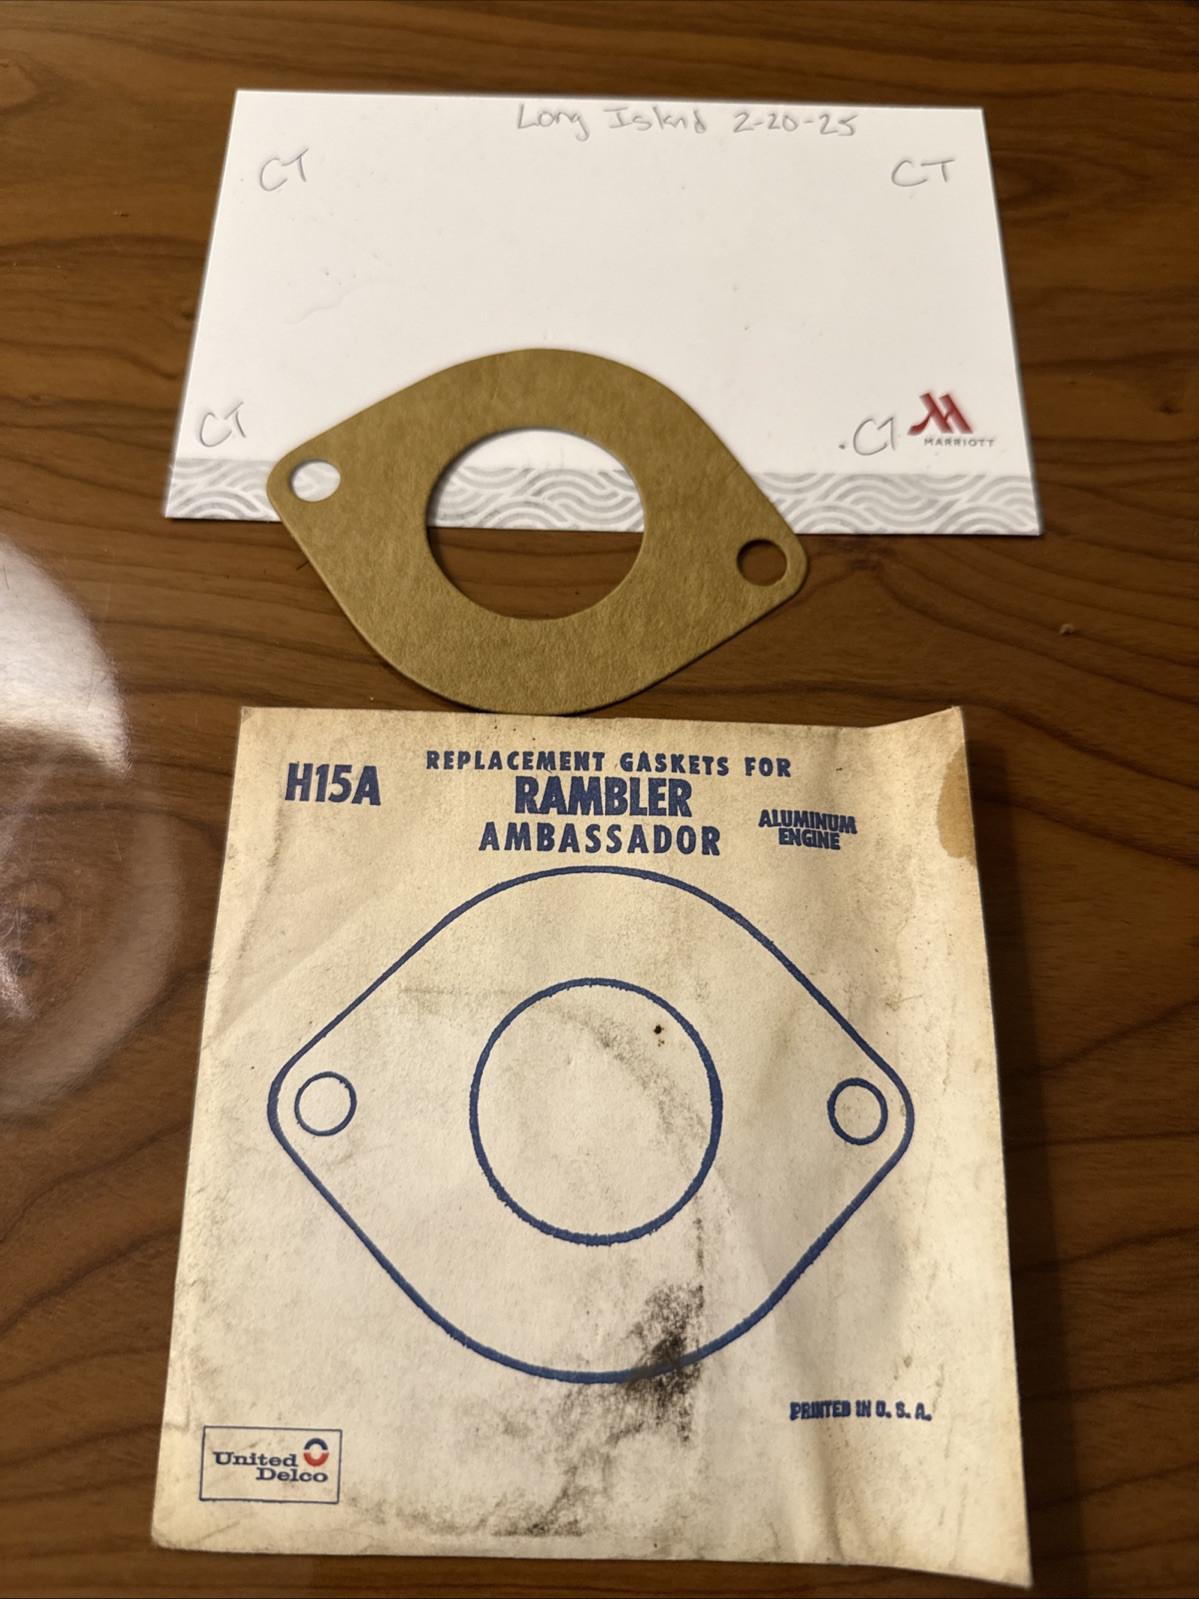 Long Island 2-20-25
CT
CT
CT
CT
MARRIOTT
H15A
REPLACEMENT GASKETS FOR
RAMBLER
AMBASSADOR
ALUMINUM
ENGINE
PRINTED IN U. S. A.
United
Delco